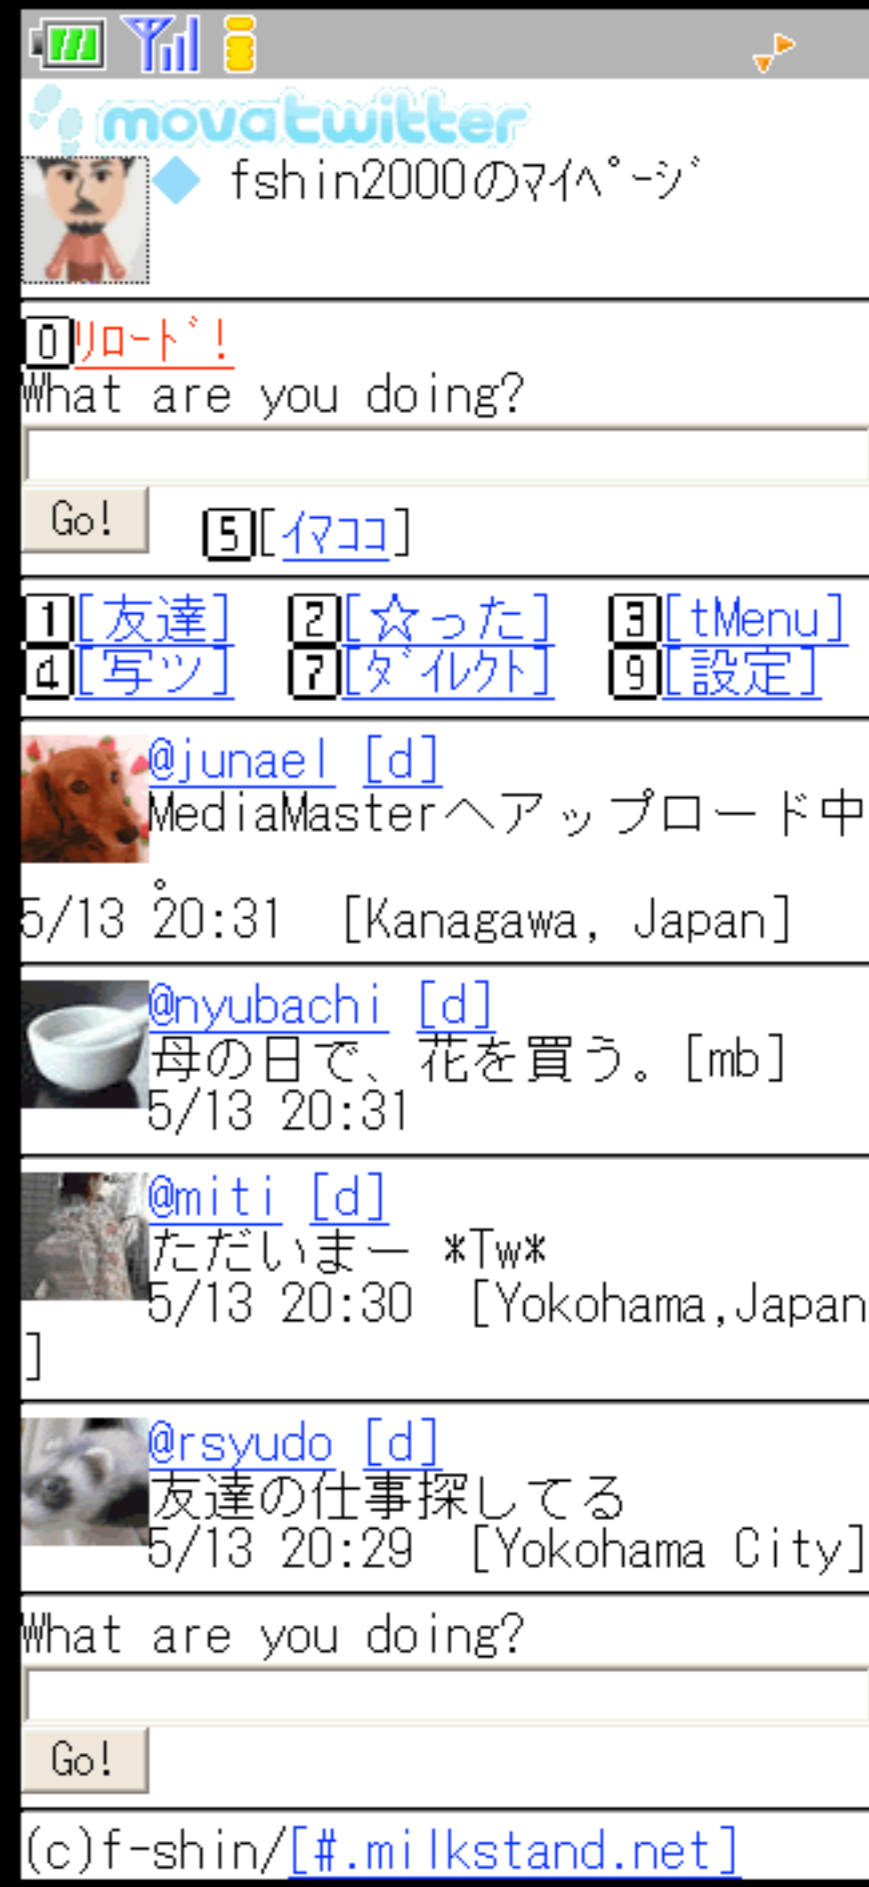 movatwitter
◆ fshin2000のﾏｲﾍﾟｰｼﾞ
0ﾘﾛｰﾄﾞ!
What are you doing?
Go! 5[ｲﾏｺｺ]
1[友達] 2[☆った] 3[tMenu]
4[写ツ] 7[ﾀﾞｲﾚｸﾄ] 9[設定]
@junael [d]
MediaMasterへアップロード中
。
5/13 20:31 [Kanagawa, Japan]
@nyubachi [d]
母の日で、花を買う。[mb]
5/13 20:31
@miti [d]
ただいまー *Tw*
5/13 20:30 [Yokohama,Japan
]
@rsyudo [d]
友達の仕事探してる
5/13 20:29 [Yokohama City]
What are you doing?
Go!
(c)f-shin/[#.milkstand.net]